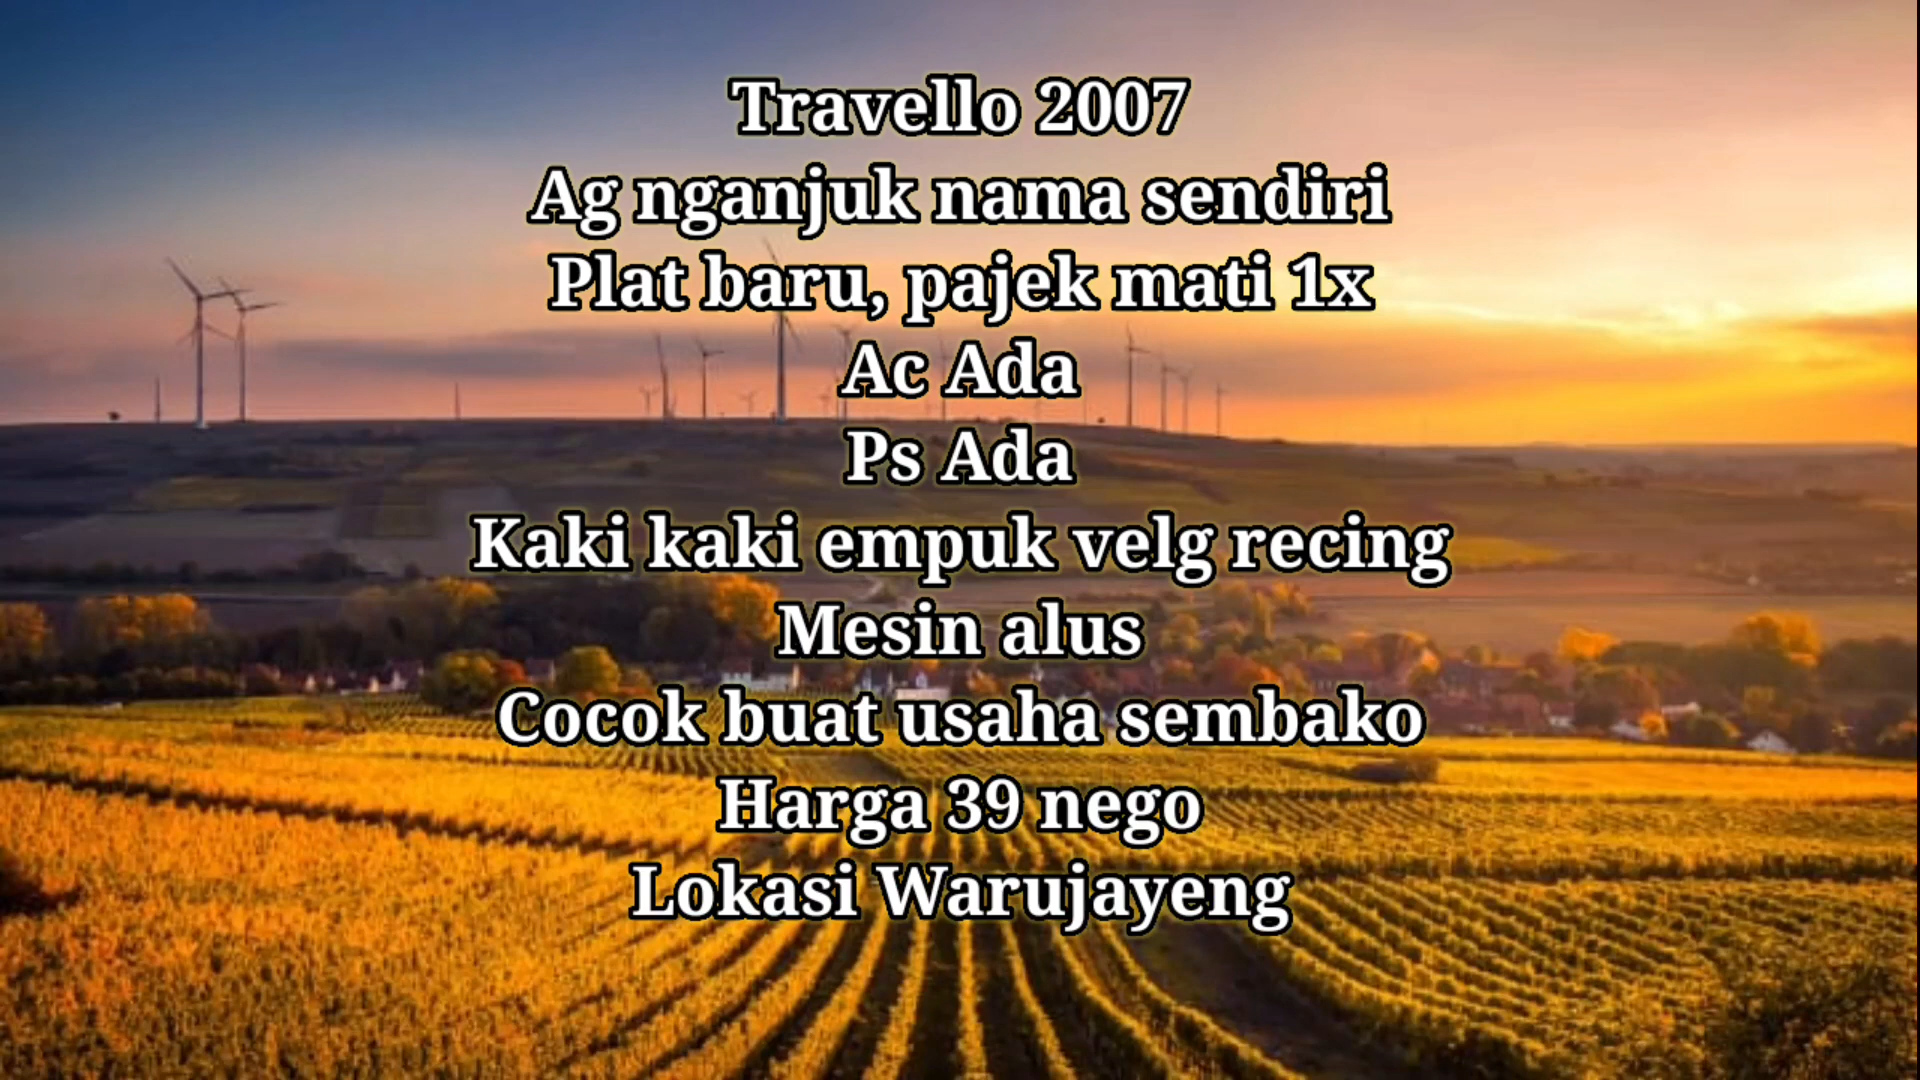 Travello 2007
Ag nganjuk nama sendiri
Plat baru, pajek mati 1x
Ac Ada
Ps Ada
Kaki kaki empuk velg recing
Mesin alus
Cocok buat usaha sembako
Harga 39 nego
Lokasi Warujayeng